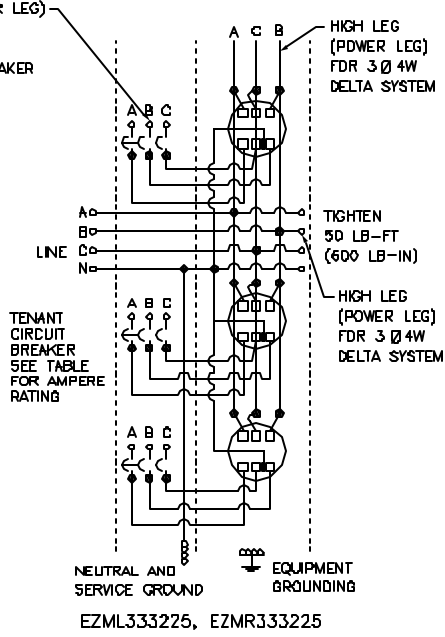 R LEG)
AKER
A C B
HIGH LEG
(POWER LEG)
FDR 3 Ø 4W
DELTA SYSTEM
A B C
A
B
LINE C
N
TIGHTEN
50 LB-FT
(600 LB-IN)
HIGH LEG
(POWER LEG)
FDR 3 Ø 4W
DELTA SYSTEM
A B C
TENANT
CIRCUIT
BREAKER
SEE TABLE
FOR AMPERE
RATING
A B C
NEUTRAL AND
SERVICE GROUND
EQUIPMENT
GROUNDING
EZML333225, EZMR333225